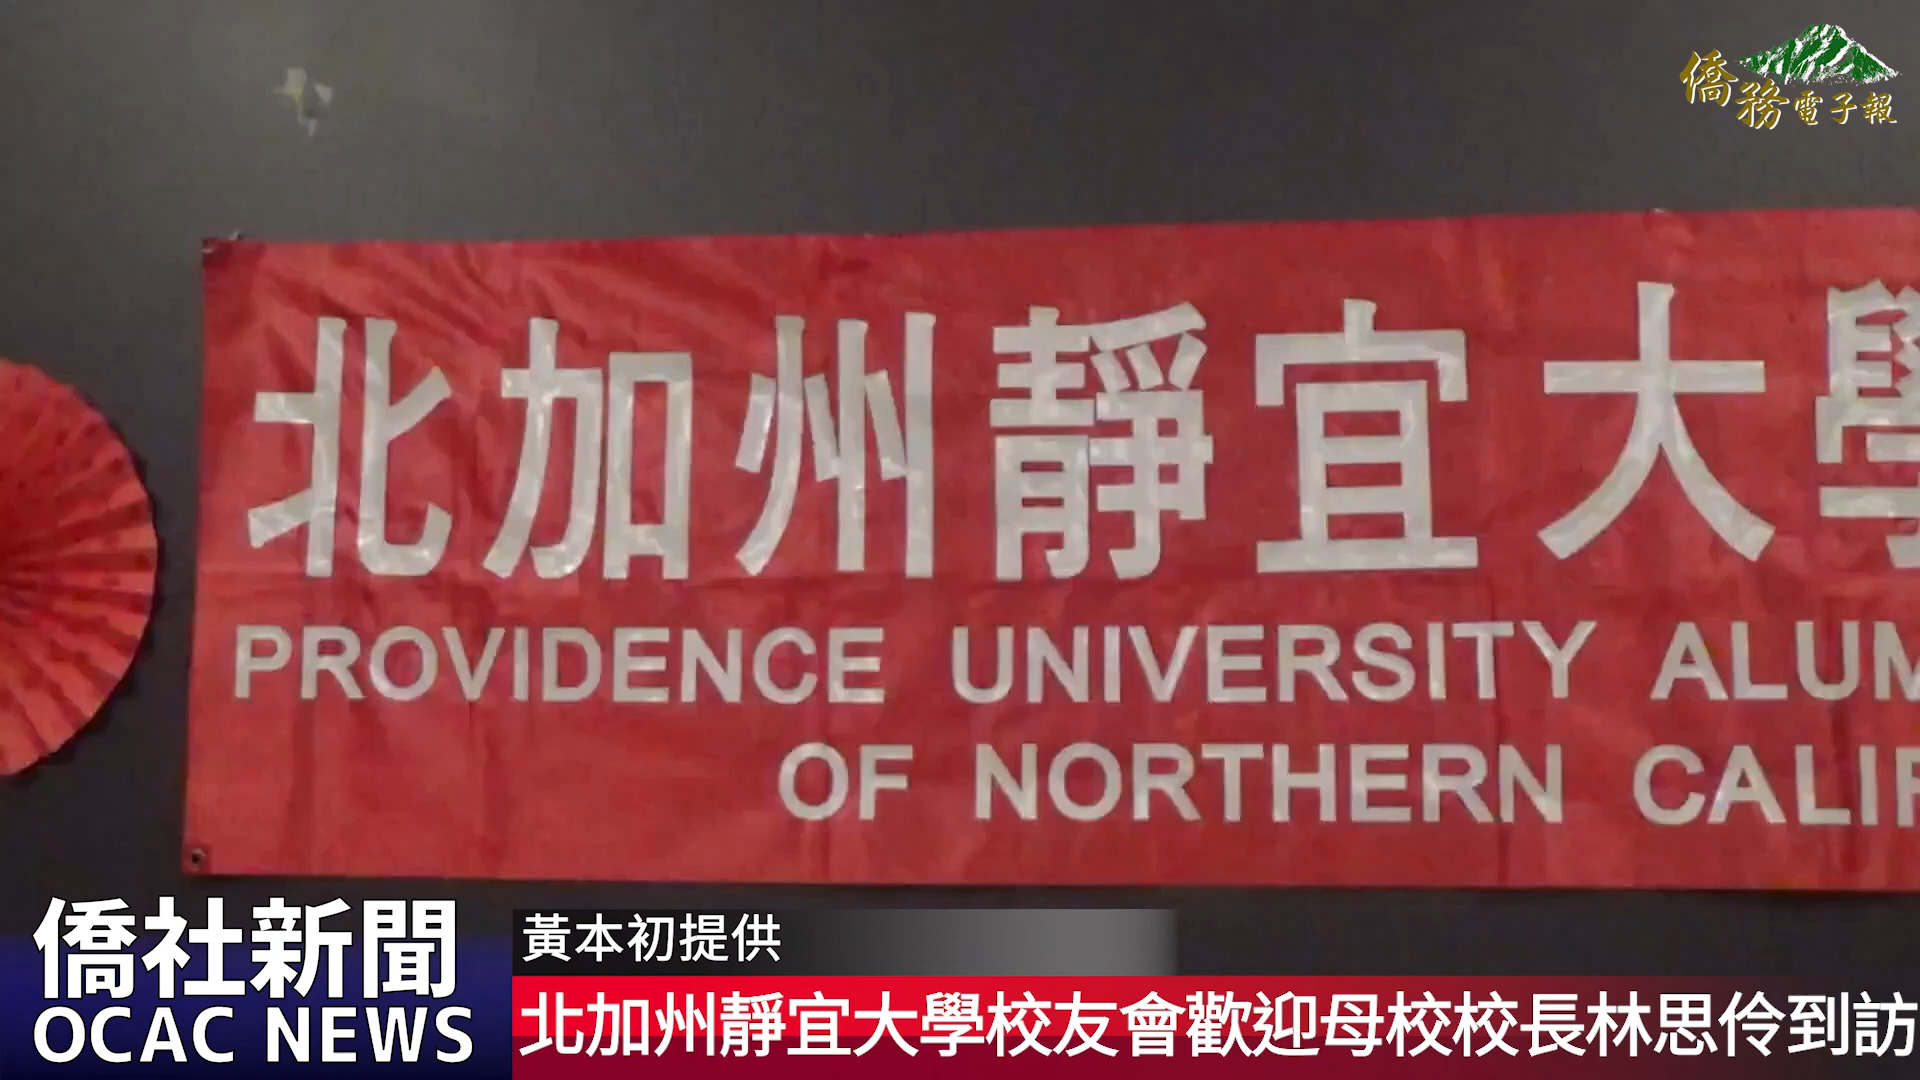 僑務電子報
北加州靜宜大學
PROVIDENCE UNIVERSITY ALUM
OF NORTHERN CALIF
僑社新聞
OCAC NEWS
黃本初提供
北加州靜宜大學校友會歡迎母校校長林思伶到訪